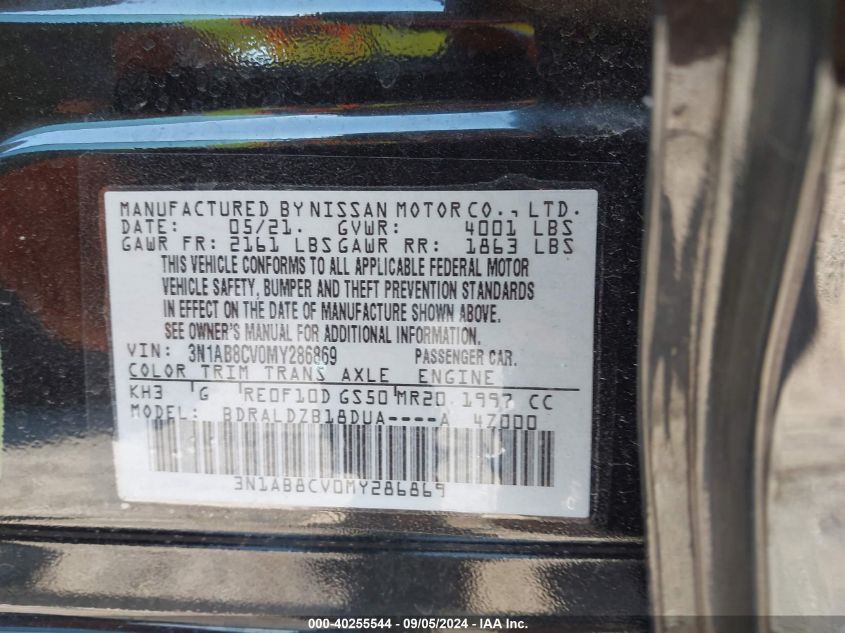 MANUFACTURED BY NISSAN MOTOR CO., LTD.
DATE: 05/21. GVWR: 4001 LBS
GAWR FR: 2161 LBS GAWR RR: 1863 LBS
THIS VEHICLE CONFORMS TO ALL APPLICABLE FEDERAL MOTOR
VEHICLE SAFETY, BUMPER AND THEFT PREVENTION STANDARDS
IN EFFECT ON THE DATE OF MANUFACTURE SHOWN ABOVE.
SEE OWNER'S MANUAL FOR ADDITIONAL INFORMATION.
VIN: 3N1AB8CV0MY286869 PASSENGER CAR.
COLOR TRIM TRANS AXLE ENGINE
KH3 G RE0F10D GS50 MR20 1997 CC
MODEL: BDRALDZB18DUA----A 47000
3N1AB8CV0MY286869
000-40255544 - 09/05/2024 - IAAI Inc.